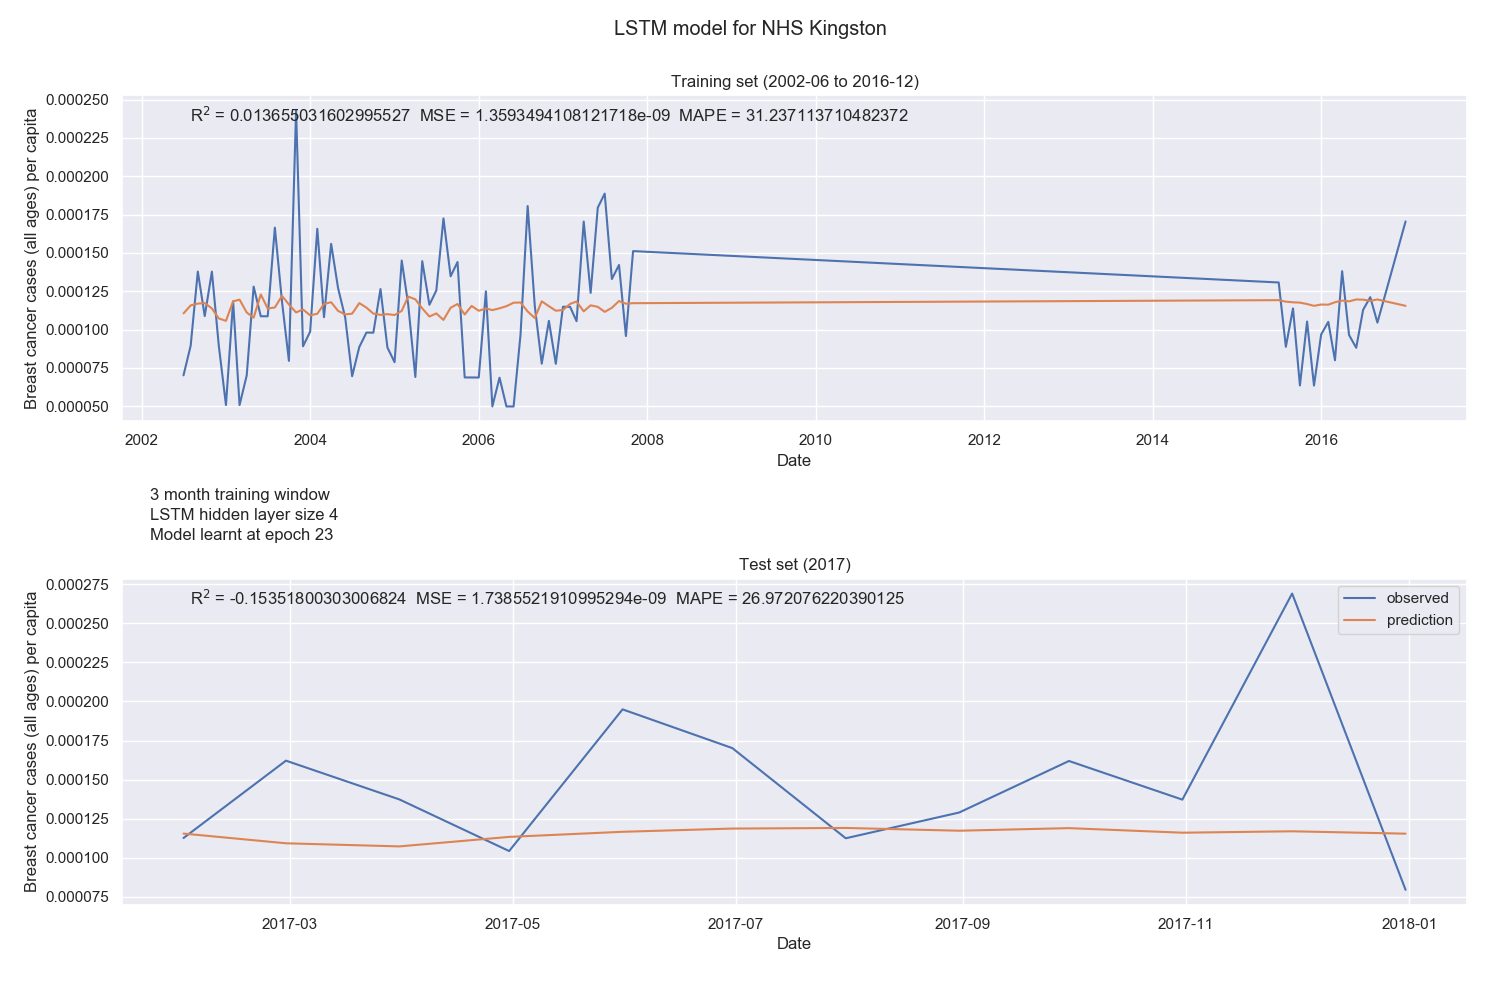 LSTM model for NHS Kingston
Training set (2002-06 to 2016-12)
R² = 0.013655031602995527 MSE = 1.3593494108121718e-09 MAPE = 31.237113710482372
Breast cancer cases (all ages) per capita
0.000250
0.000225
0.000200
0.000175
0.000150
0.000125
0.000100
0.000075
0.000050
2002 2004 2006 2008 2010 2012 2014 2016
Date
3 month training window
LSTM hidden layer size 4
Model learnt at epoch 23
Test set (2017)
R² = -0.15351800303006824 MSE = 1.7385521910995294e-09 MAPE = 26.972076220390125
observed
prediction
Breast cancer cases (all ages) per capita
0.000275
0.000250
0.000225
0.000200
0.000175
0.000150
0.000125
0.000100
0.000075
2017-03 2017-05 2017-07 2017-09 2017-11 2018-01
Date